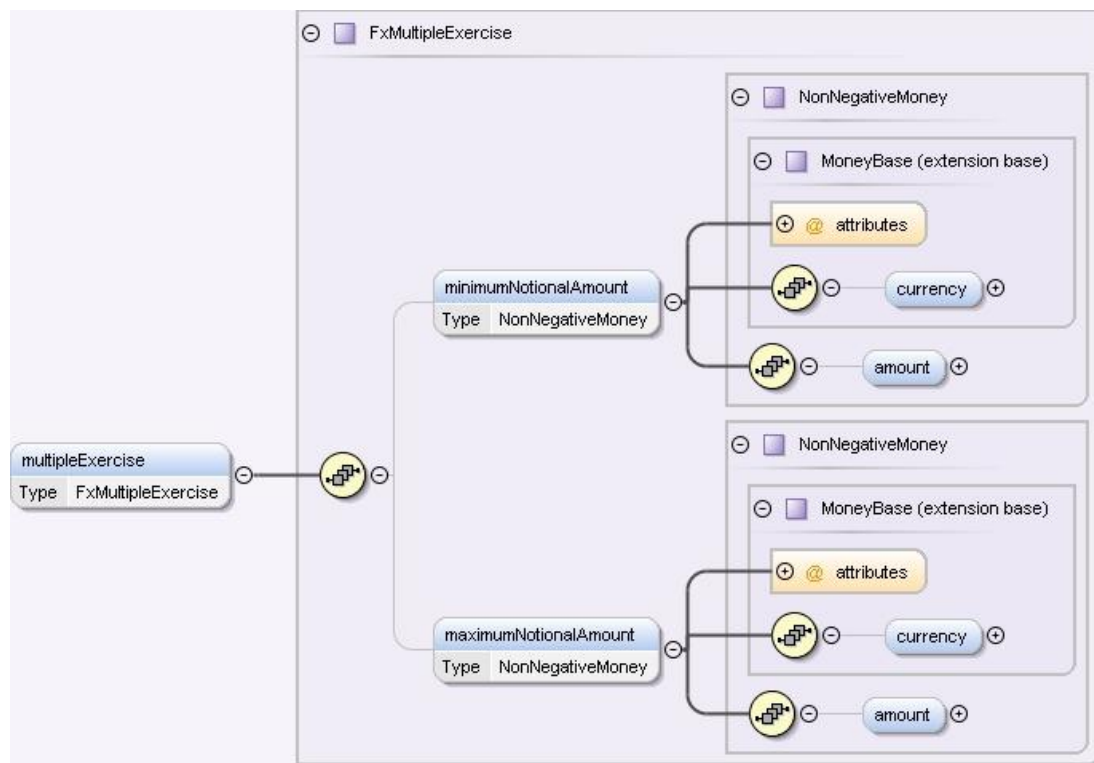 FxMultipleExercise
NonNegativeMoney
MoneyBase (extension base)
@ attributes
minimumNotionalAmount
currency
Type NonNegativeMoney
amount
NonNegativeMoney
multipleExercise
Type FxMultipleExercise
MoneyBase (extension base)
@ attributes
maximumNotionalAmount
currency
Type NonNegativeMoney
amount